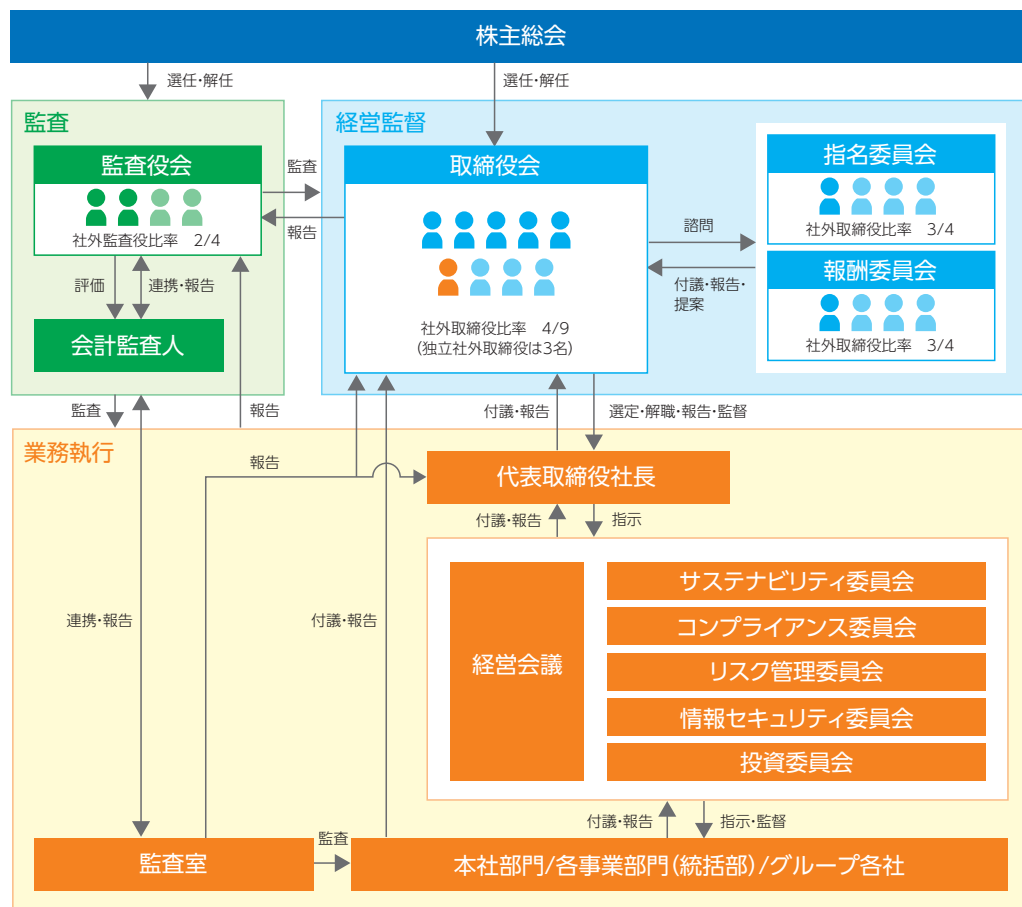 株主総会
選任・解任
選任・解任
監査
監査役会
社外監査役比率 2/4
評価
連携・報告
会計監査人
監査
報告
経営監督
取締役会
社外取締役比率 4/9
(独立社外取締役は3名)
諮問
付議・報告・
提案
指名委員会
社外取締役比率 3/4
報酬委員会
社外取締役比率 3/4
監査
報告
付議・報告
選定・解職・報告・監督
業務執行
報告
代表取締役社長
付議・報告
指示
連携・報告
付議・報告
経営会議
サステナビリティ委員会
コンプライアンス委員会
リスク管理委員会
情報セキュリティ委員会
投資委員会
付議・報告
指示・監督
監査室
監査
本社部門/各事業部門(統括部)/グループ各社